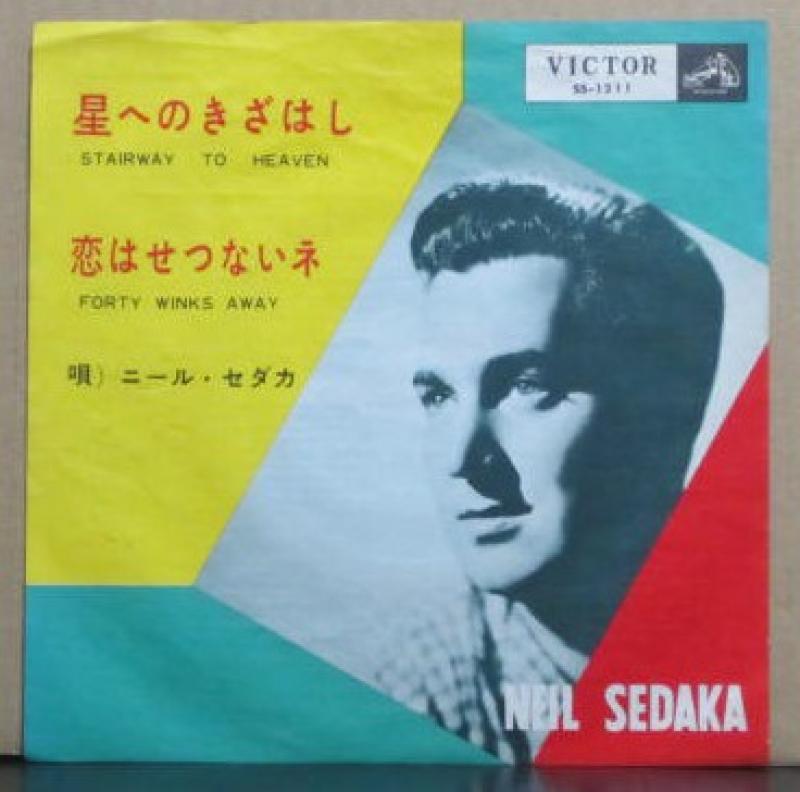 VICTOR
SS-1211
星へのきざはし
STAIRWAY TO HEAVEN
恋はせつないネ
FORTY WINKS AWAY
唄）ニール・セダカ
NEIL SEDAKA